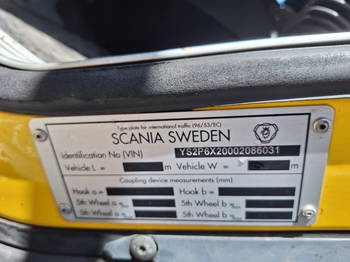 Type plate for international traffic (96/53/EC)
SCANIA SWEDEN
Identification No (VIN) YS2P6X20002086031
Vehicle L = m Vehicle W = m
Coupling device measurements (mm)
Hook a = Hook b =
5th Wheel a 5th Wheel b
5th Wheel a 5th Wheel b